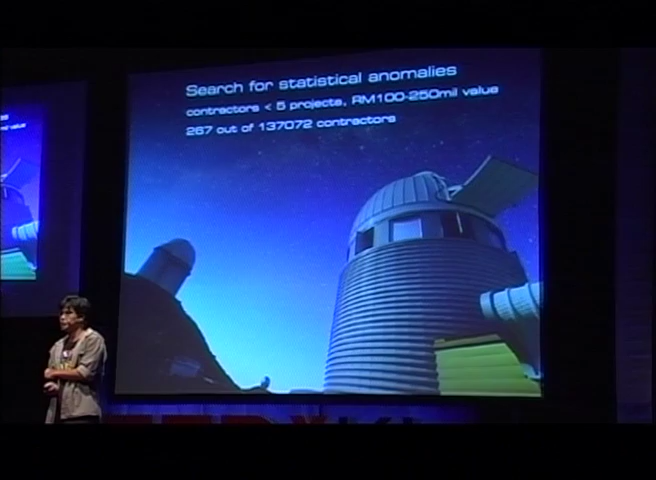 Search for statistical anomalies
contractors < 5 projects, RM100-250mil value
267 out of 137072 contractors